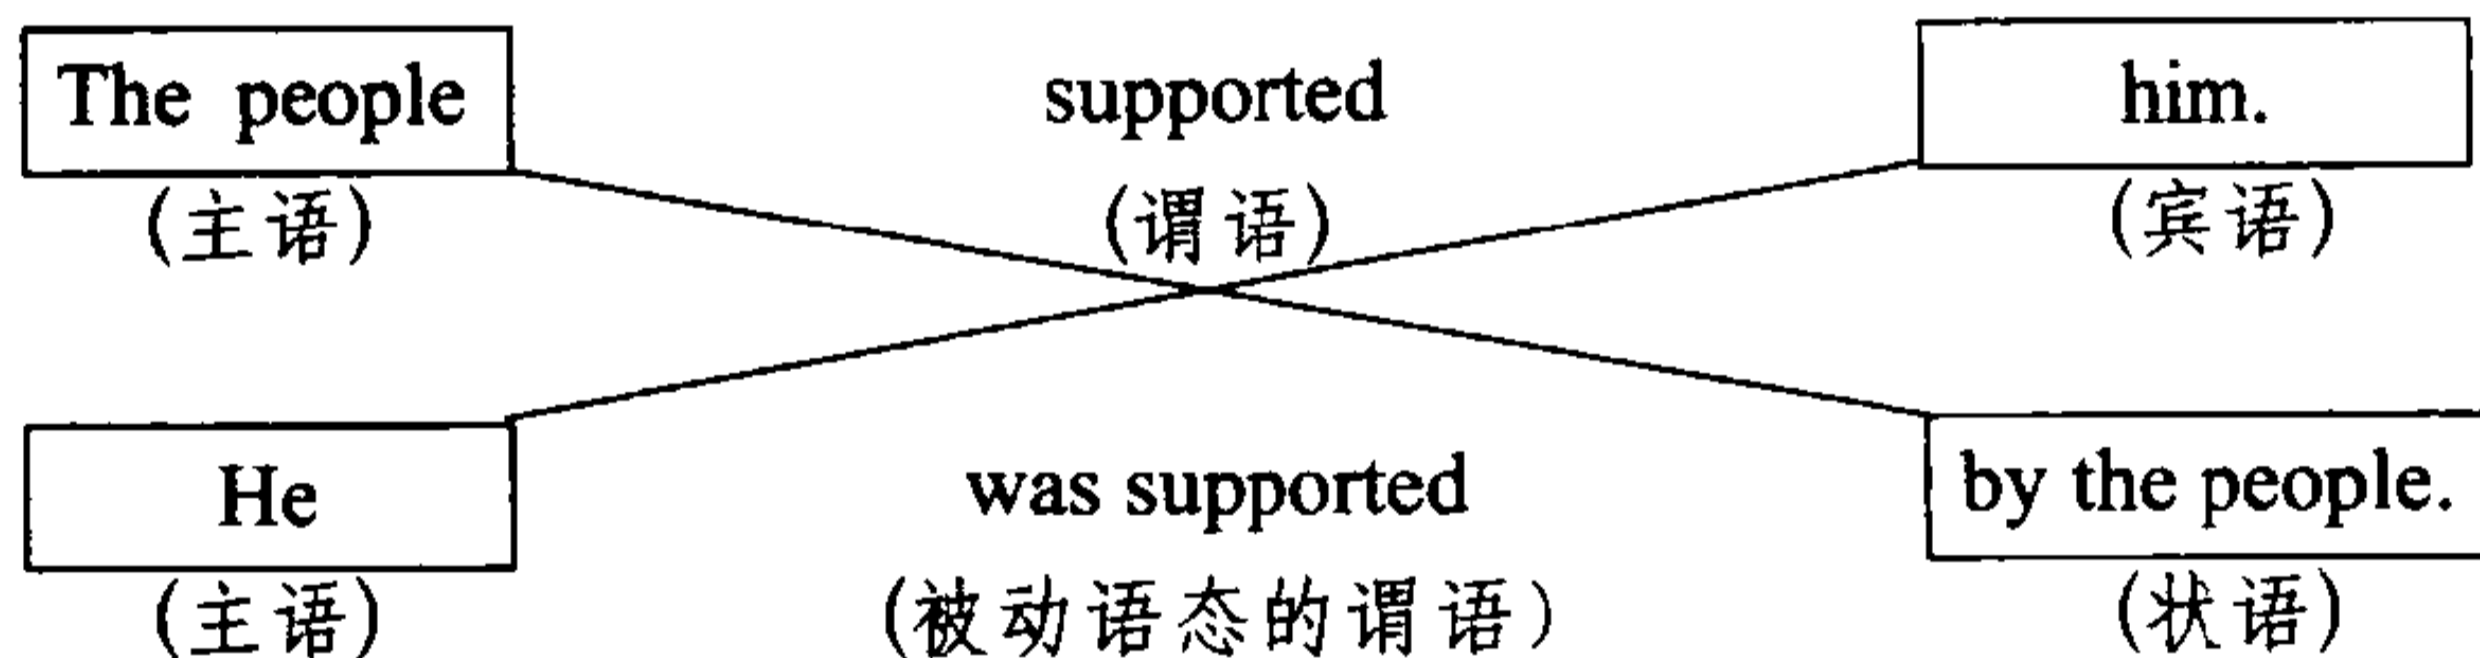 The people supported him.
(主语) (谓语) (宾语)
He was supported by the people.
(主语) (被动语态的谓语) (状语)